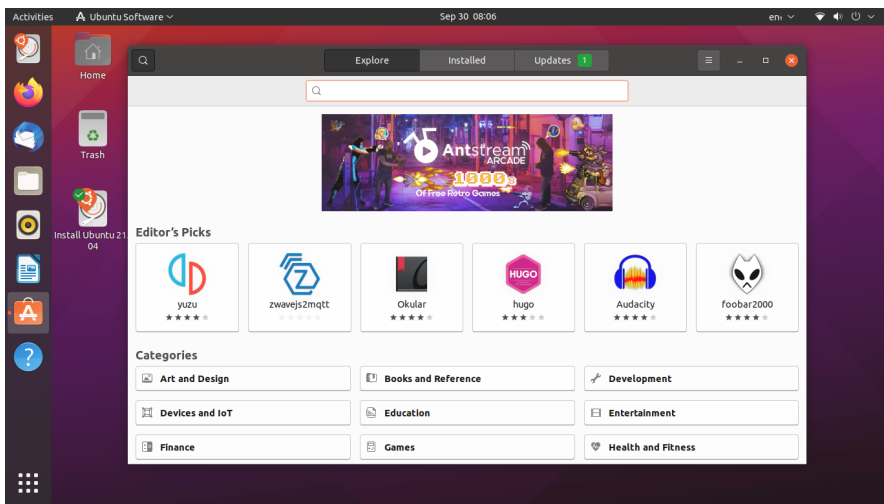 Activities
Ubuntu Software
Sep 30 08:06
en₁
Home
Trash
Install Ubuntu 21.
04
Explore
Installed
Updates 1
Antstream
ARCADE
1000s
Of Free Retro Games
Editor's Picks
yuzu
zwavejs2mqtt
Okular
HUGO
hugo
Audacity
foobar2000
Categories
Art and Design
Books and Reference
Development
Devices and IoT
Education
Entertainment
Finance
Games
Health and Fitness